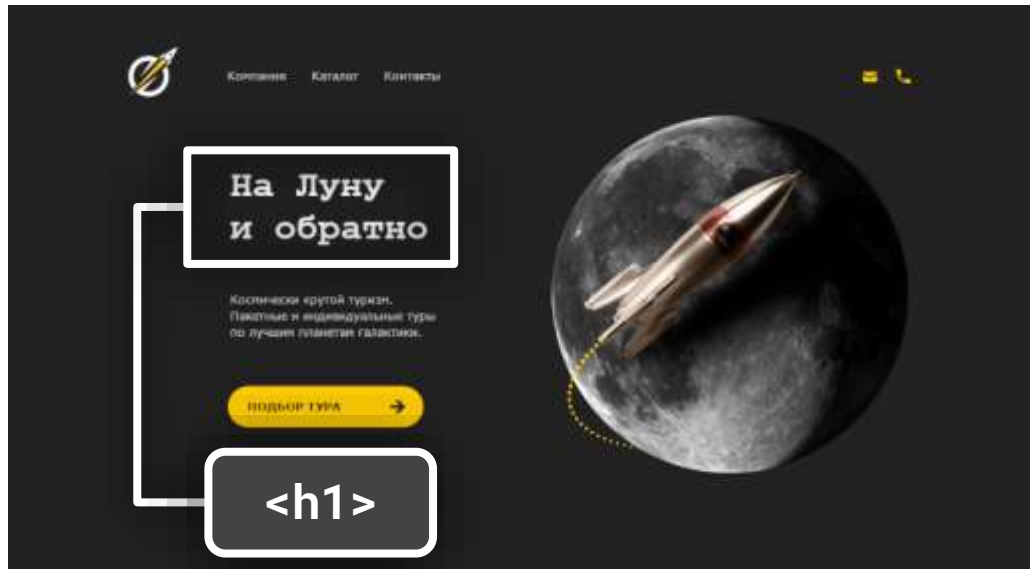 Компания Каталог Контакты
На Луну
и обратно
Космически крутой туризм.
Пакетные и индивидуальные туры
по лучшим планетам галактики.
ПОДБОР ТУРА
<h1>